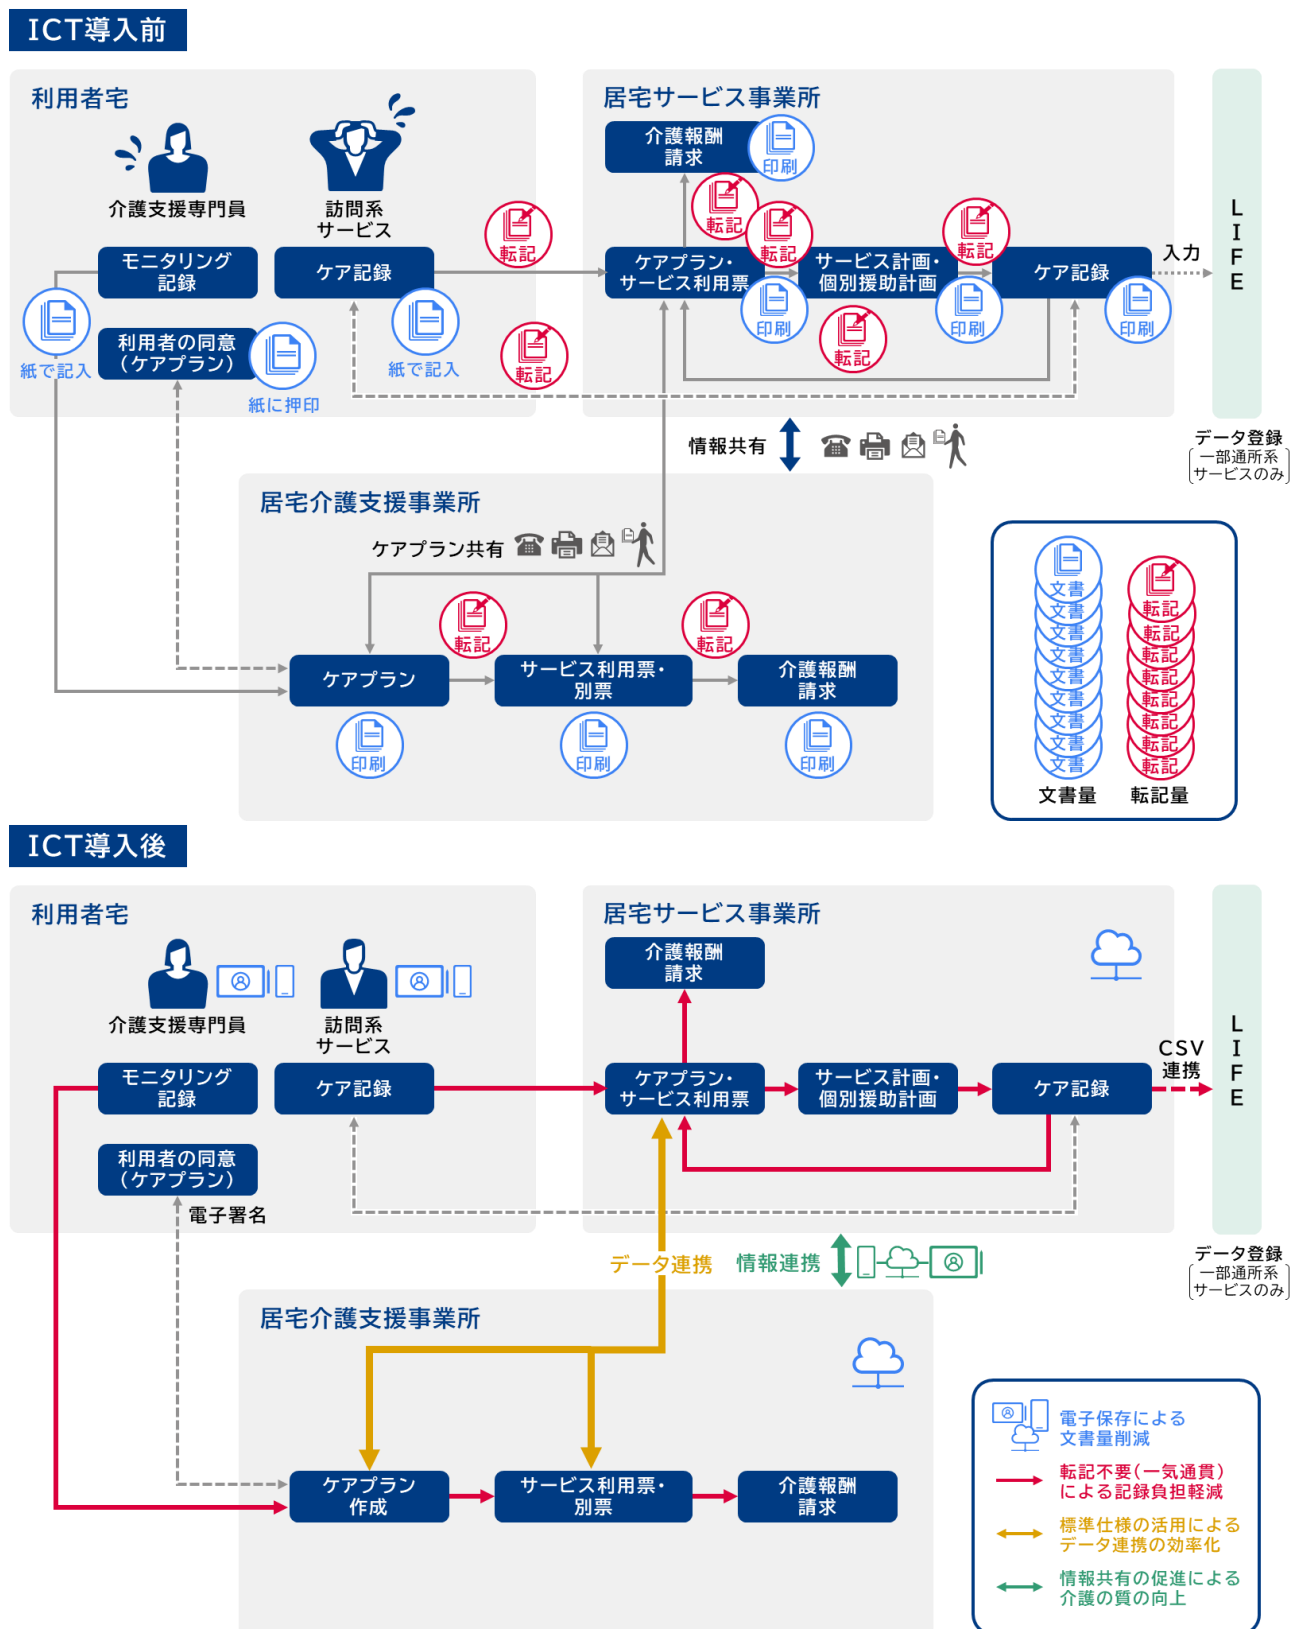 ICT導入前
利用者宅
介護支援専門員
訪問系
サービス
モニタリング
記録
ケア記録
紙で記入
利用者の同意
（ケアプラン）
紙に押印
紙で記入
転記
転記
居宅サービス事業所
介護報酬
請求
印刷
転記
転記
転記
ケアプラン・
サービス利用票
サービス計画・
個別援助計画
ケア記録
印刷
印刷
印刷
転記
入力
LIFE
データ登録
一部通所系
サービスのみ
情報共有
居宅介護支援事業所
ケアプラン共有
転記
転記
ケアプラン
サービス利用票・
別票
介護報酬
請求
印刷
印刷
印刷
文書
文書
文書
文書
文書
文書
文書
文書
文書
転記
転記
転記
転記
転記
転記
転記
転記
文書量
転記量
ICT導入後
利用者宅
介護支援専門員
訪問系
サービス
モニタリング
記録
ケア記録
利用者の同意
（ケアプラン）
電子署名
居宅サービス事業所
介護報酬
請求
ケアプラン・
サービス利用票
サービス計画・
個別援助計画
ケア記録
CSV
連携
LIFE
データ登録
一部通所系
サービスのみ
データ連携
情報連携
居宅介護支援事業所
ケアプラン
作成
サービス利用票・
別票
介護報酬
請求
電子保存による
文書量削減
転記不要（一気通貫）
による記録負担軽減
標準仕様の活用による
データ連携の効率化
情報共有の促進による
介護の質の向上